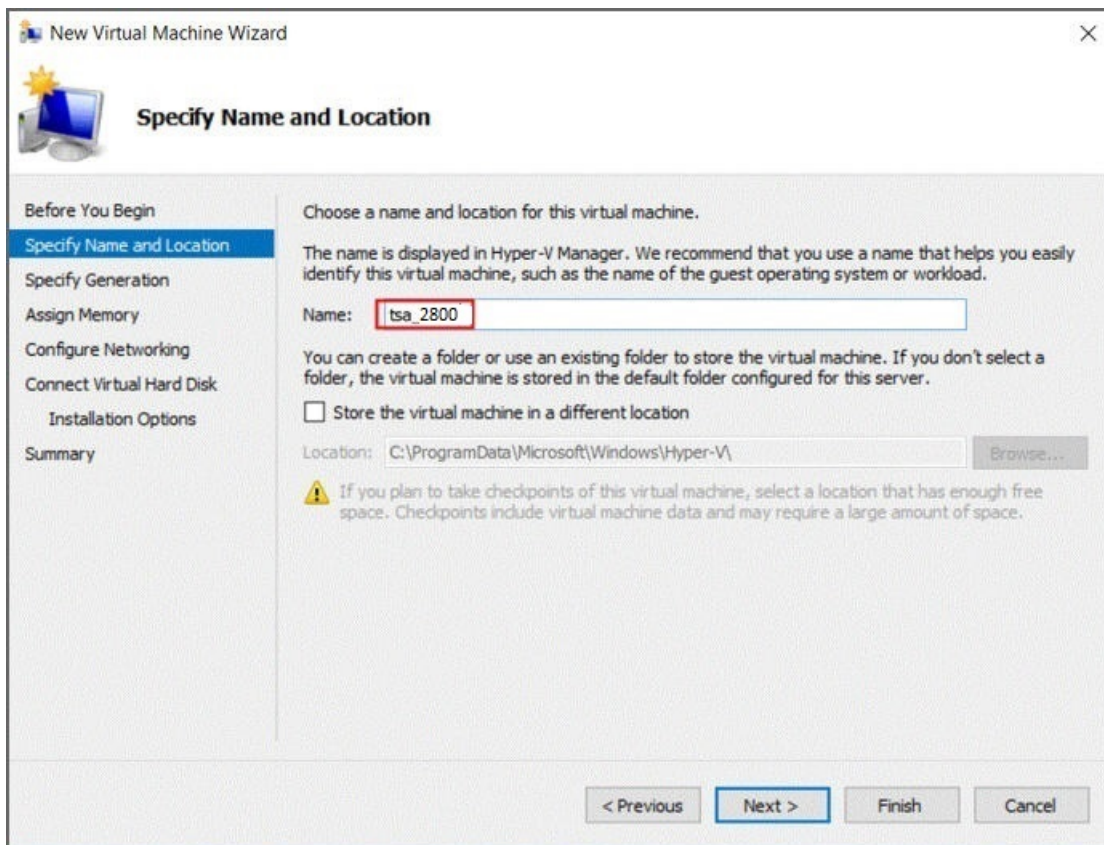 New Virtual Machine Wizard
Specify Name and Location
Before You Begin
Specify Name and Location
Specify Generation
Assign Memory
Configure Networking
Connect Virtual Hard Disk
Installation Options
Summary
Choose a name and location for this virtual machine.
The name is displayed in Hyper-V Manager. We recommend that you use a name that helps you easily
identify this virtual machine, such as the name of the guest operating system or workload.
Name: tsa_2800
You can create a folder or use an existing folder to store the virtual machine. If you don't select a
folder, the virtual machine is stored in the default folder configured for this server.
Store the virtual machine in a different location
Location: C:\ProgramData\Microsoft\Windows\Hyper-V\ Browse...
If you plan to take checkpoints of this virtual machine, select a location that has enough free
space. Checkpoints include virtual machine data and may require a large amount of space.
< Previous Next > Finish Cancel